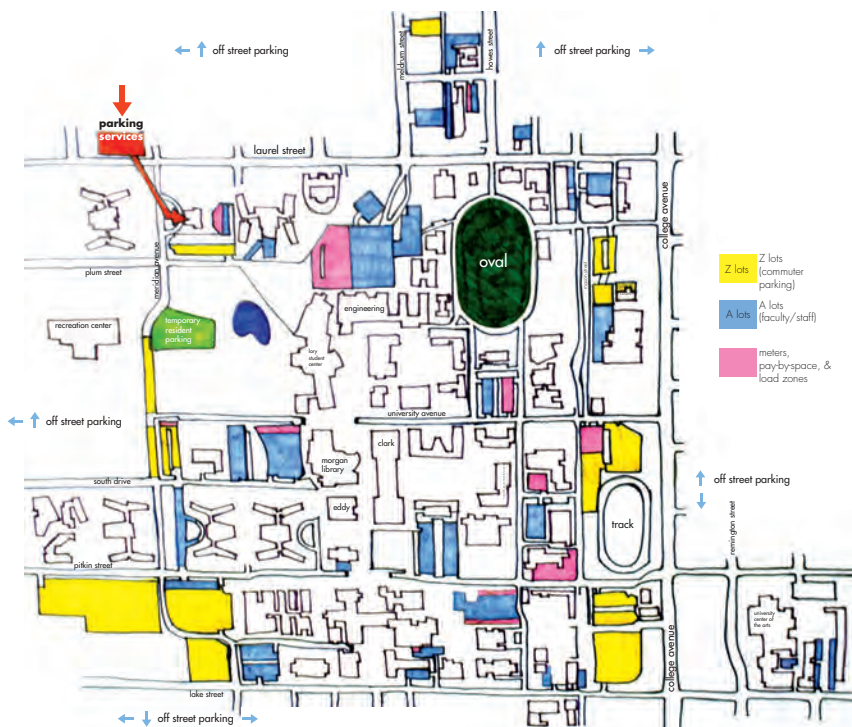 off street parking
off street parking
meldrum street
howes street
parking
services
laurel street
college avenue
plum street
meridian avenue
oval
Z lots
Z lots
(commuter
parking)
A lots
A lots
(faculty/staff)
meters,
pay-by-space, &
load zones
temporary
resident
parking
recreation center
engineering
lory
student
center
university avenue
off street parking
clark
morgan
library
south drive
off street parking
eddy
track
remington street
pitkin street
university
center of
the arts
college avenue
lake street
off street parking